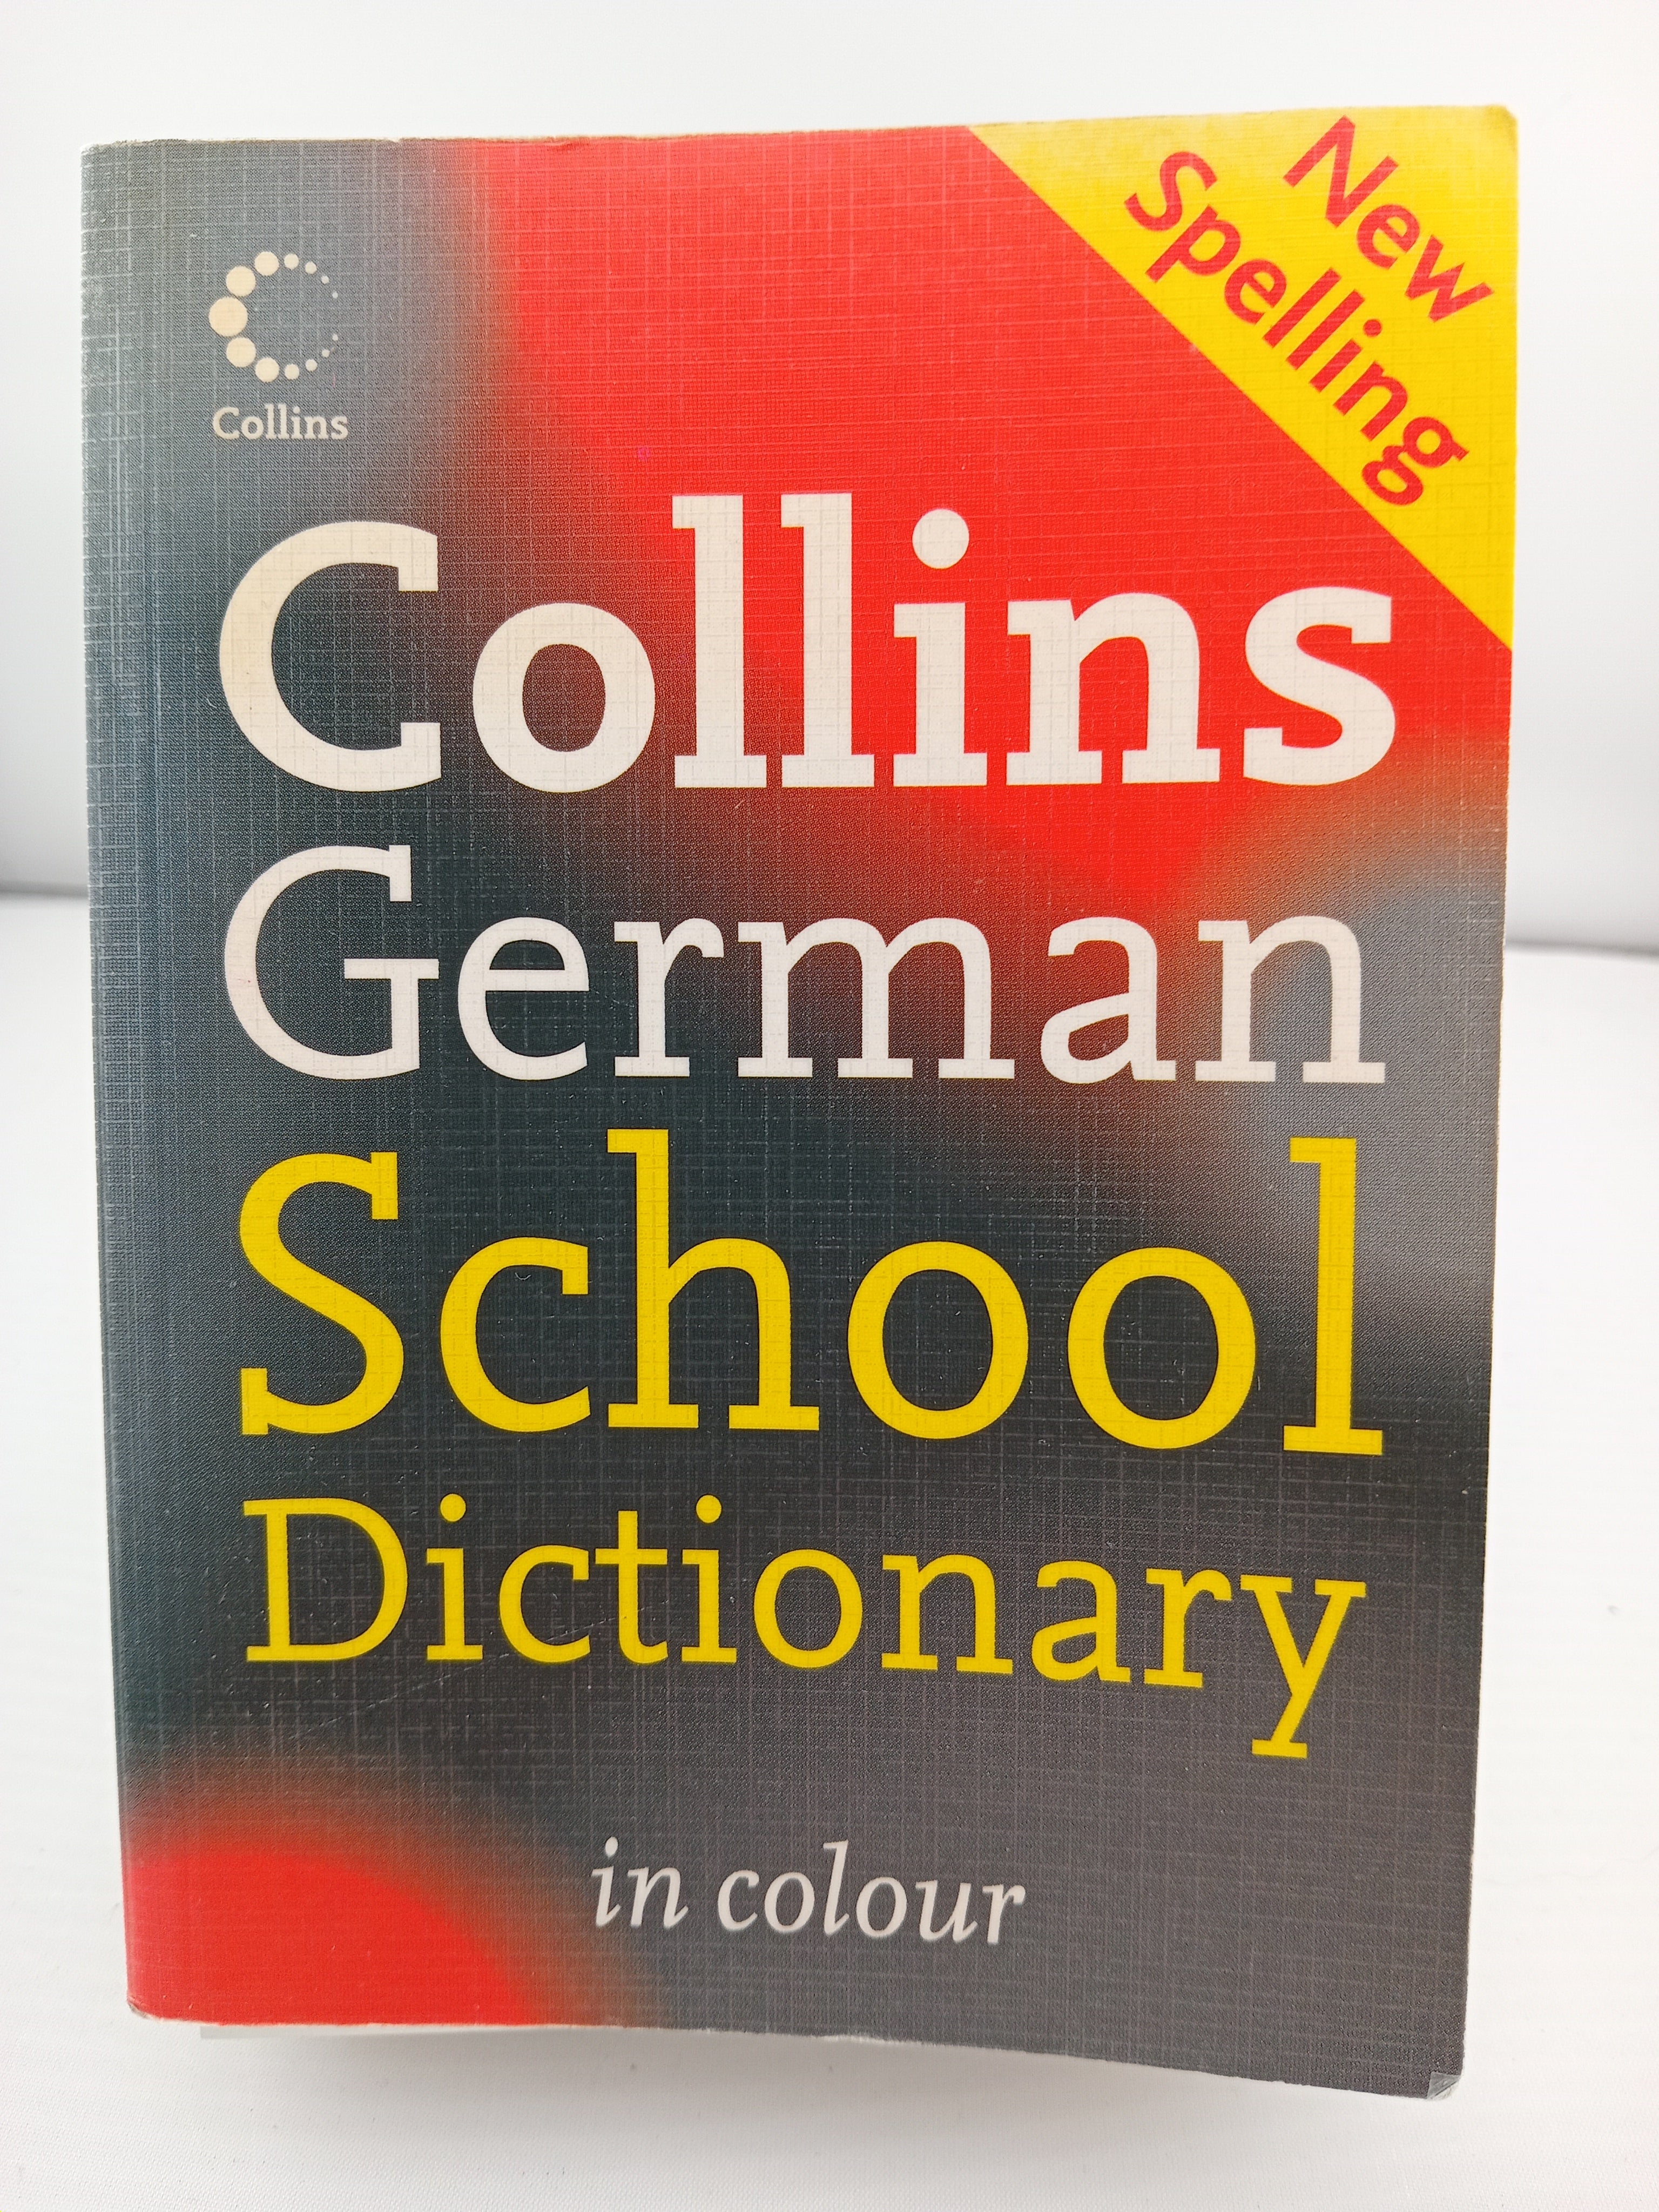 New
Spelling
Collins
Collins
German
School
Dictionary
in colour